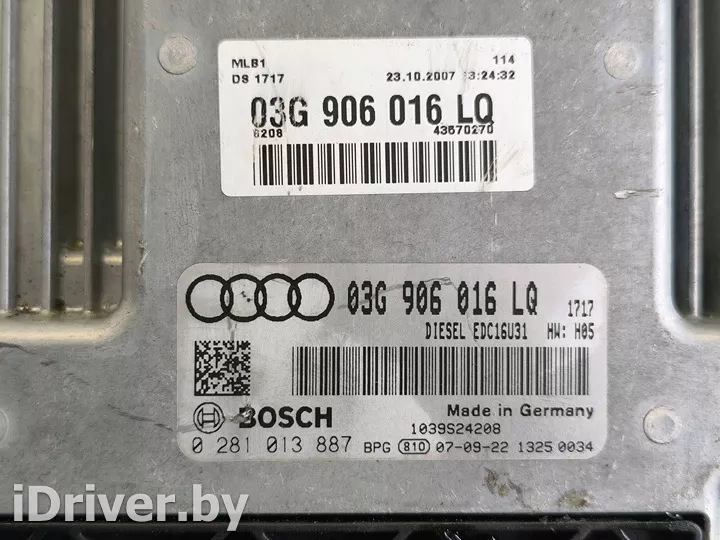 MLB1 114
DS 1717 23.10.2007 13:24:32
03G 906 016 LQ
6208 43570270
03G 906 016 LQ 1717
DIESEL EDC16U31 HW: H05
BOSCH Made in Germany
1039S24208
0 281 013 887 BPG 810 07-09-22 1325 0034
iDriver.by